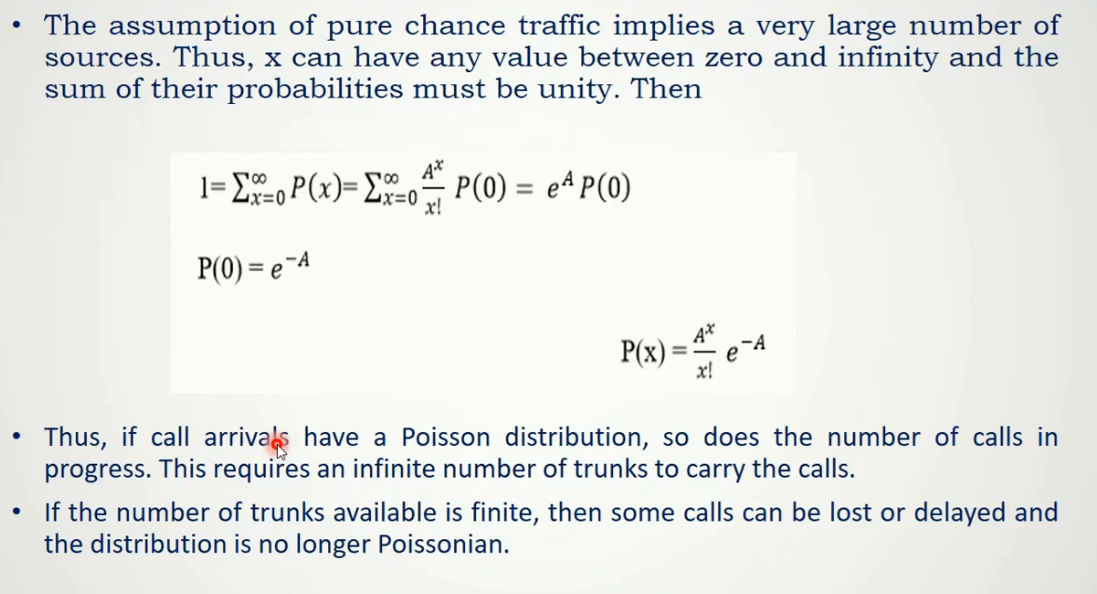 • The assumption of pure chance traffic implies a very large number of
sources. Thus, x can have any value between zero and infinity and the
sum of their probabilities must be unity. Then
1= ∑_{x=0}^{∞} P(x)= ∑_{x=0}^{∞} A^x/x! P(0) = e^A P(0)
P(0) = e^{−A}
P(x) = A^x/x! e^{−A}
• Thus, if call arrivals have a Poisson distribution, so does the number of calls in
progress. This requires an infinite number of trunks to carry the calls.
• If the number of trunks available is finite, then some calls can be lost or delayed and
the distribution is no longer Poissonian.